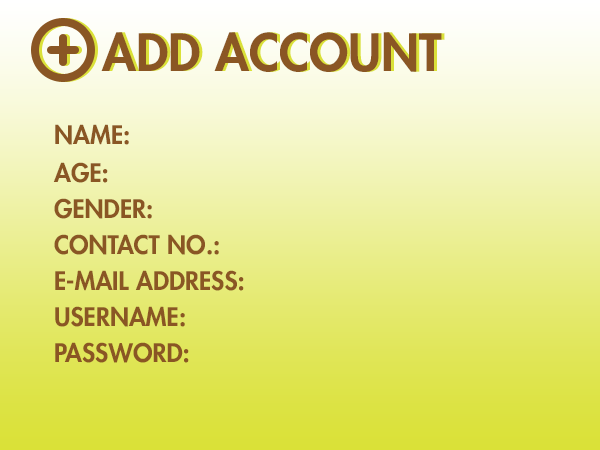 ADD ACCOUNT
NAME:
AGE:
GENDER:
CONTACT NO.:
E-MAIL ADDRESS:
USERNAME:
PASSWORD: